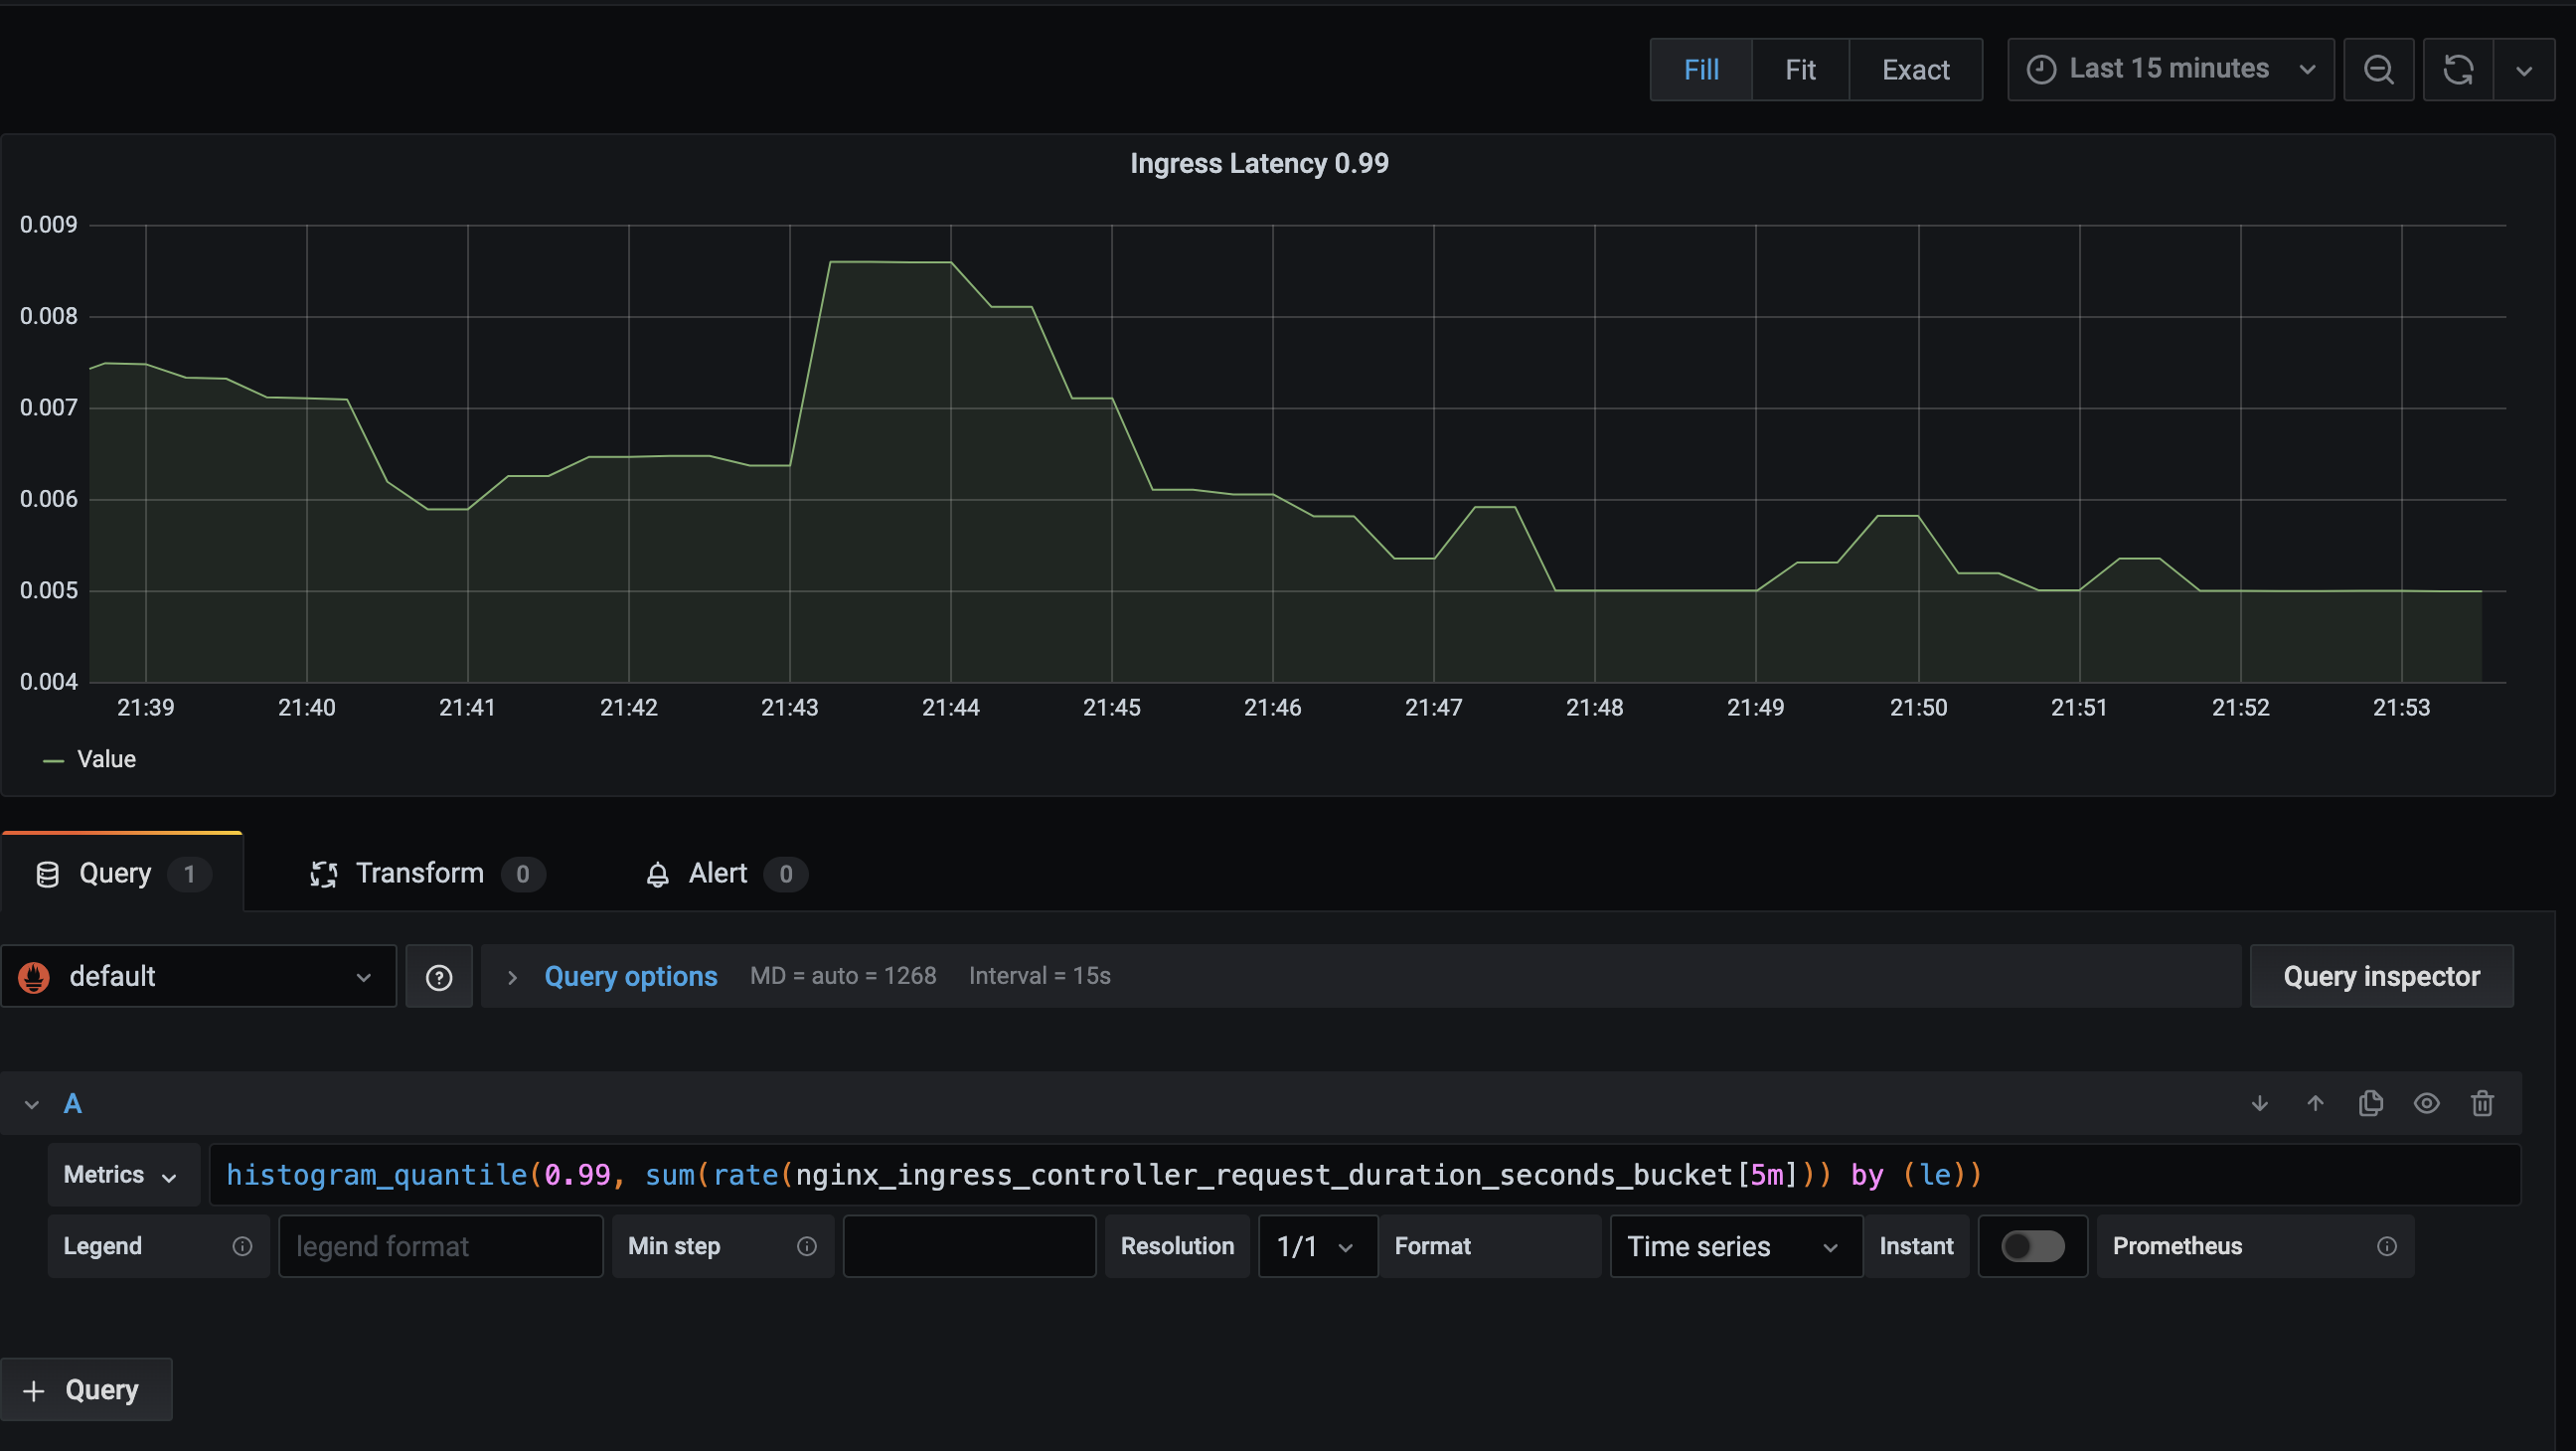 Fill Fit Exact Last 15 minutes
Ingress Latency 0.99
0.009
0.008
0.007
0.006
0.005
0.004
21:39 21:40 21:41 21:42 21:43 21:44 21:45 21:46 21:47 21:48 21:49 21:50 21:51 21:52 21:53
Value
Query 1 Transform 0 Alert 0
default Query options MD = auto = 1268 Interval = 15s Query inspector
A
Metrics histogram_quantile(0.99, sum(rate(nginx_ingress_controller_request_duration_seconds_bucket[5m])) by (le))
Legend legend format Min step Resolution 1/1 Format Time series Instant Prometheus
+ Query